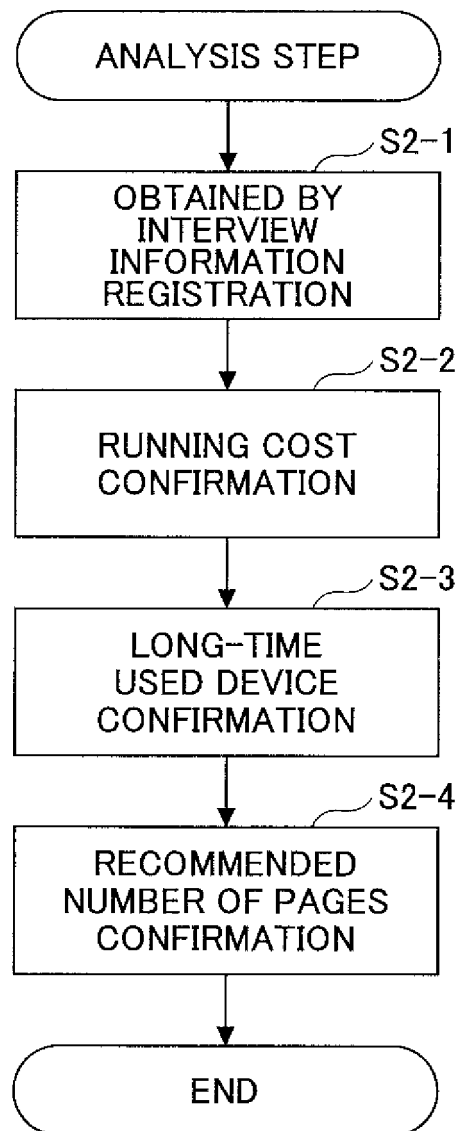 ANALYSIS STEP
S2-1
OBTAINED BY
INTERVIEW
INFORMATION
REGISTRATION
S2-2
RUNNING COST
CONFIRMATION
S2-3
LONG-TIME
USED DEVICE
CONFIRMATION
S2-4
RECOMMENDED
NUMBER OF PAGES
CONFIRMATION
END